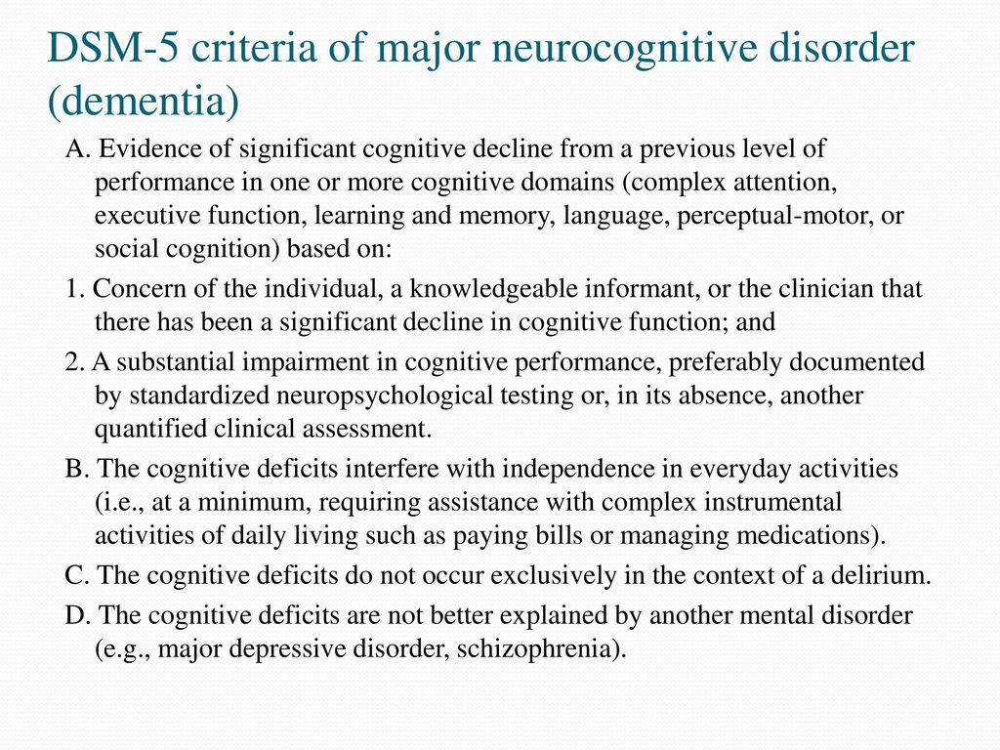 DSM-5 criteria of major neurocognitive disorder
(dementia)
A. Evidence of significant cognitive decline from a previous level of
performance in one or more cognitive domains (complex attention,
executive function, learning and memory, language, perceptual-motor, or
social cognition) based on:
1. Concern of the individual, a knowledgeable informant, or the clinician that
there has been a significant decline in cognitive function; and
2. A substantial impairment in cognitive performance, preferably documented
by standardized neuropsychological testing or, in its absence, another
quantified clinical assessment.
B. The cognitive deficits interfere with independence in everyday activities
(i.e., at a minimum, requiring assistance with complex instrumental
activities of daily living such as paying bills or managing medications).
C. The cognitive deficits do not occur exclusively in the context of a delirium.
D. The cognitive deficits are not better explained by another mental disorder
(e.g., major depressive disorder, schizophrenia).